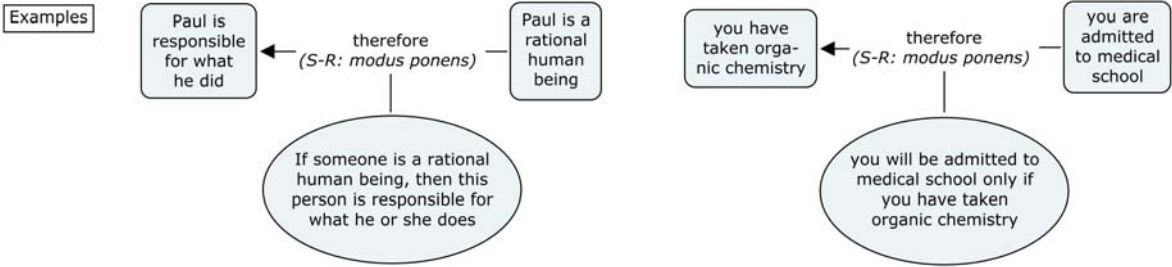 Examples
Paul is
responsible
for what
he did
therefore
(S-R: modus ponens)
Paul is a
rational
human
being
If someone is a rational
human being, then this
person is responsible for
what he or she does
you have
taken orga-
nic chemistry
therefore
(S-R: modus ponens)
you are
admitted
to medical
school
you will be admitted to
medical school only if
you have taken
organic chemistry